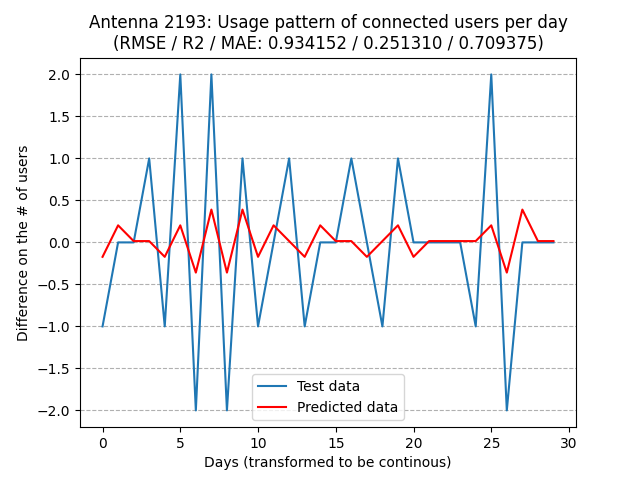 Antenna 2193: Usage pattern of connected users per day
(RMSE / R2 / MAE: 0.934152 / 0.251310 / 0.709375)
Difference on the # of users
2.0
1.5
1.0
0.5
0.0
−0.5
−1.0
−1.5
−2.0
Test data
Predicted data
0 5 10 15 20 25 30
Days (transformed to be continous)